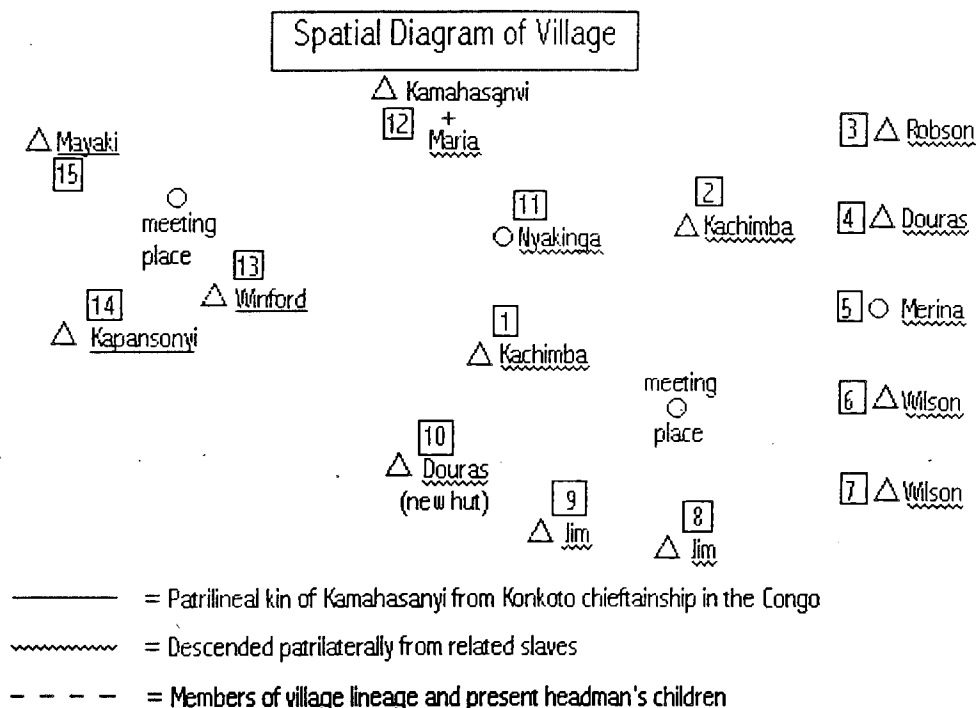 Spatial Diagram of Village
Kamahasanvi
12 +
Maria
Mayaki
15
meeting
place
13
Winford
14
Kapansonyi
11
Nyakinga
2
Kachimba
3 Robson
4 Douras
5 Merina
6 Wilson
7 Wilson
1
Kachimba
meeting
place
10
Douras
(new hut)
9
Jim
8
Jim
= Patrilineal kin of Kamahasanyi from Konkoto chieftainship in the Congo
= Descended patrilaterally from related slaves
= Members of village lineage and present headman's children